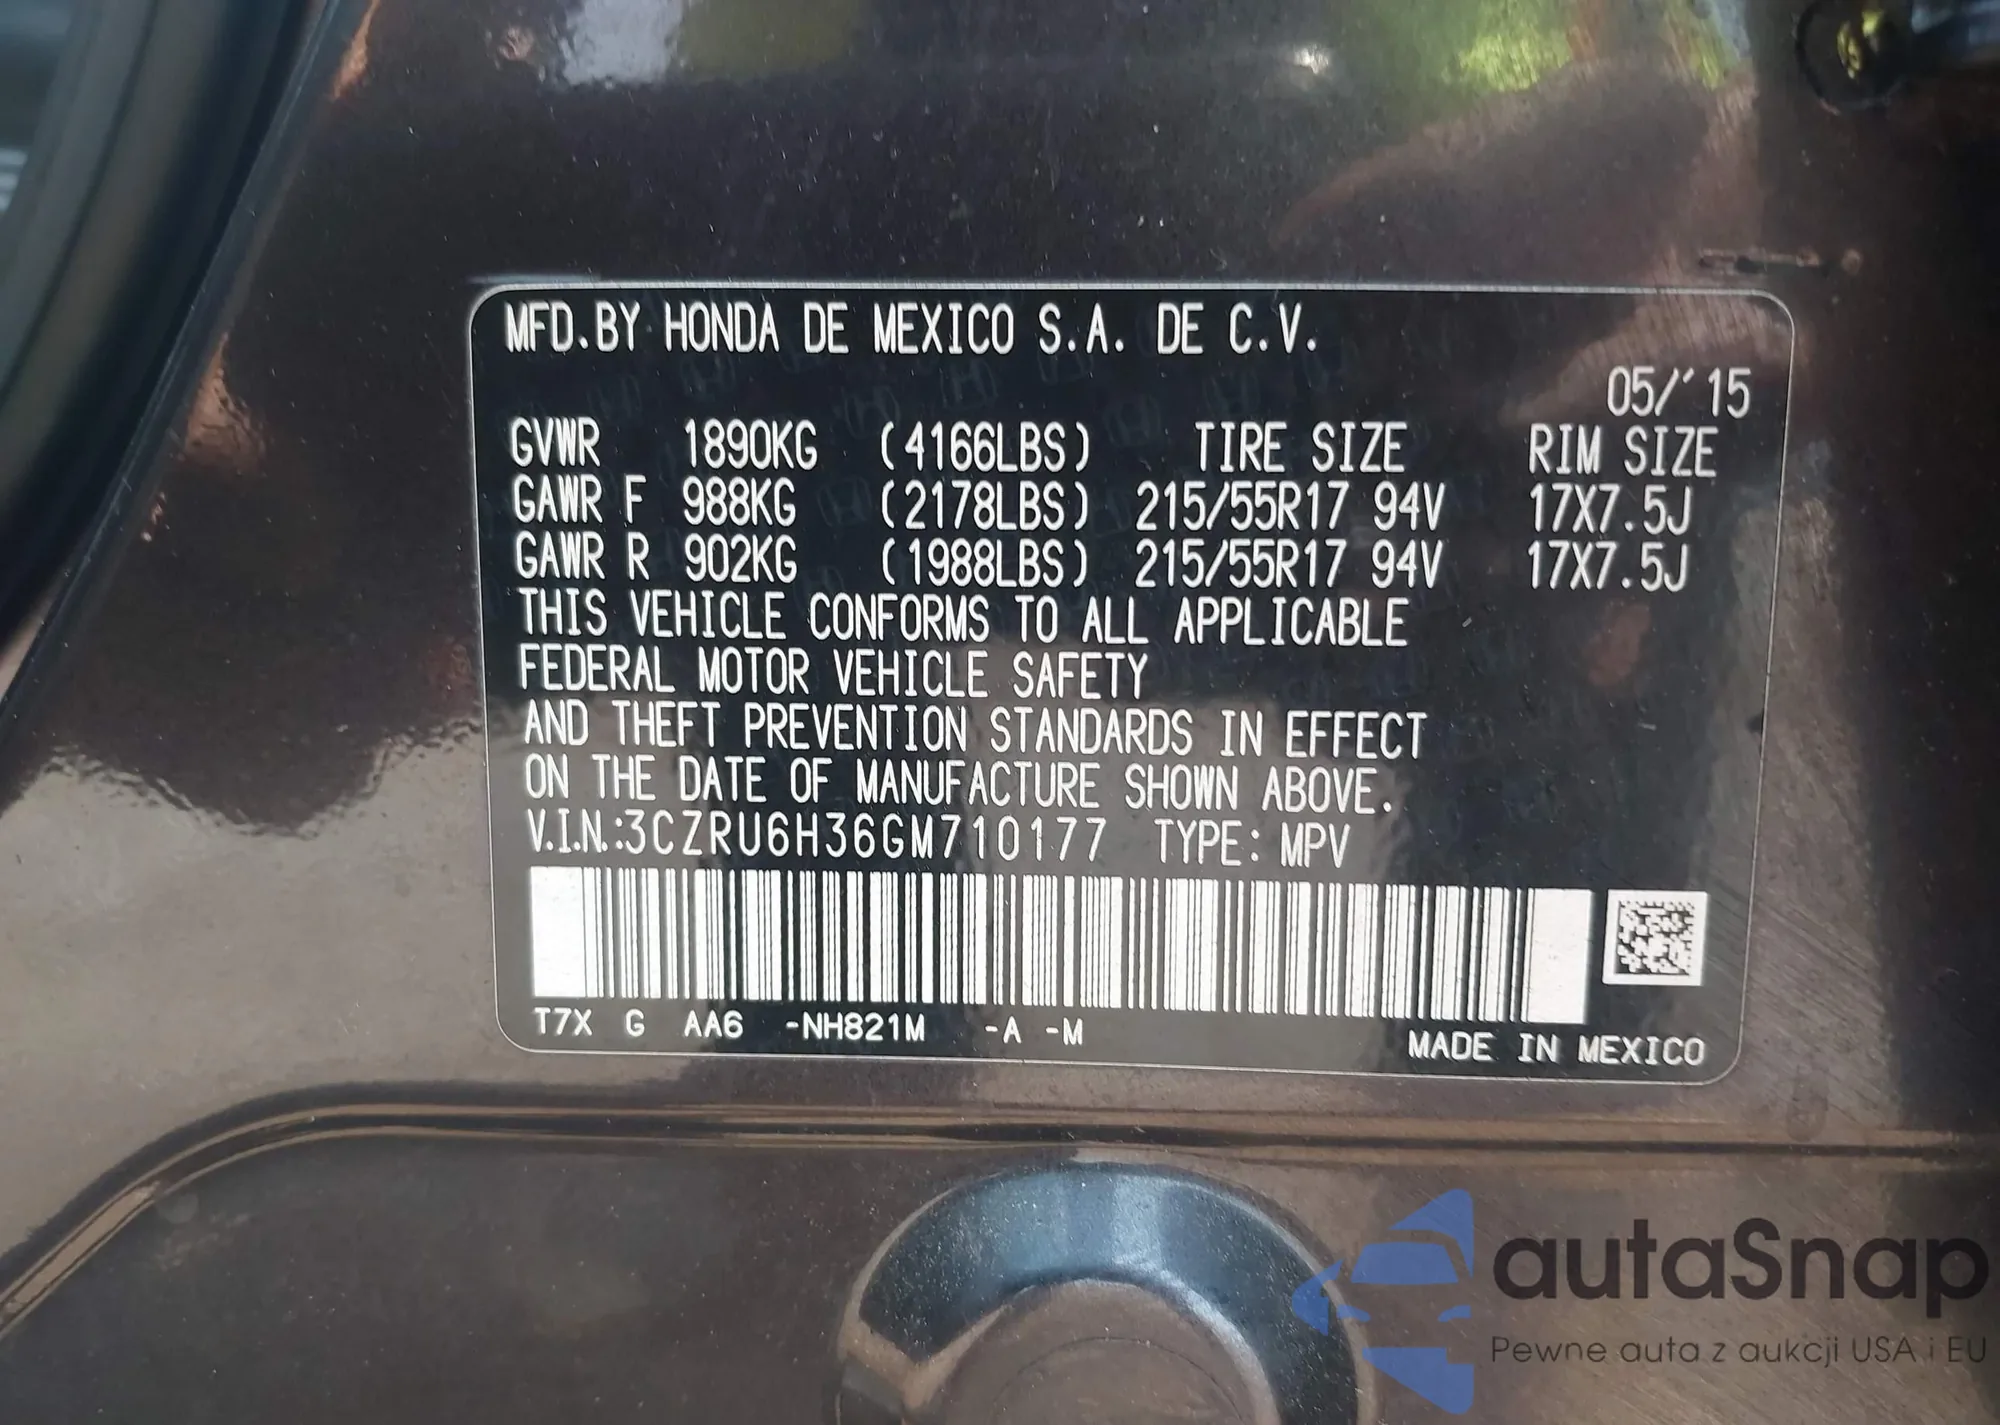 MFD.BY HONDA DE MEXICO S.A. DE C.V.
05/'15
GVWR 1890KG (4166LBS) TIRE SIZE RIM SIZE
GAWR F 988KG (2178LBS) 215/55R17 94V 17X7.5J
GAWR R 902KG (1988LBS) 215/55R17 94V 17X7.5J
THIS VEHICLE CONFORMS TO ALL APPLICABLE
FEDERAL MOTOR VEHICLE SAFETY
AND THEFT PREVENTION STANDARDS IN EFFECT
ON THE DATE OF MANUFACTURE SHOWN ABOVE.
V.I.N.:3CZRU6H36GM710177 TYPE: MPV
T7X G AA6 -NH821M -A -M
MADE IN MEXICO
autaSnap
Pewne auta z aukcji USA i EU